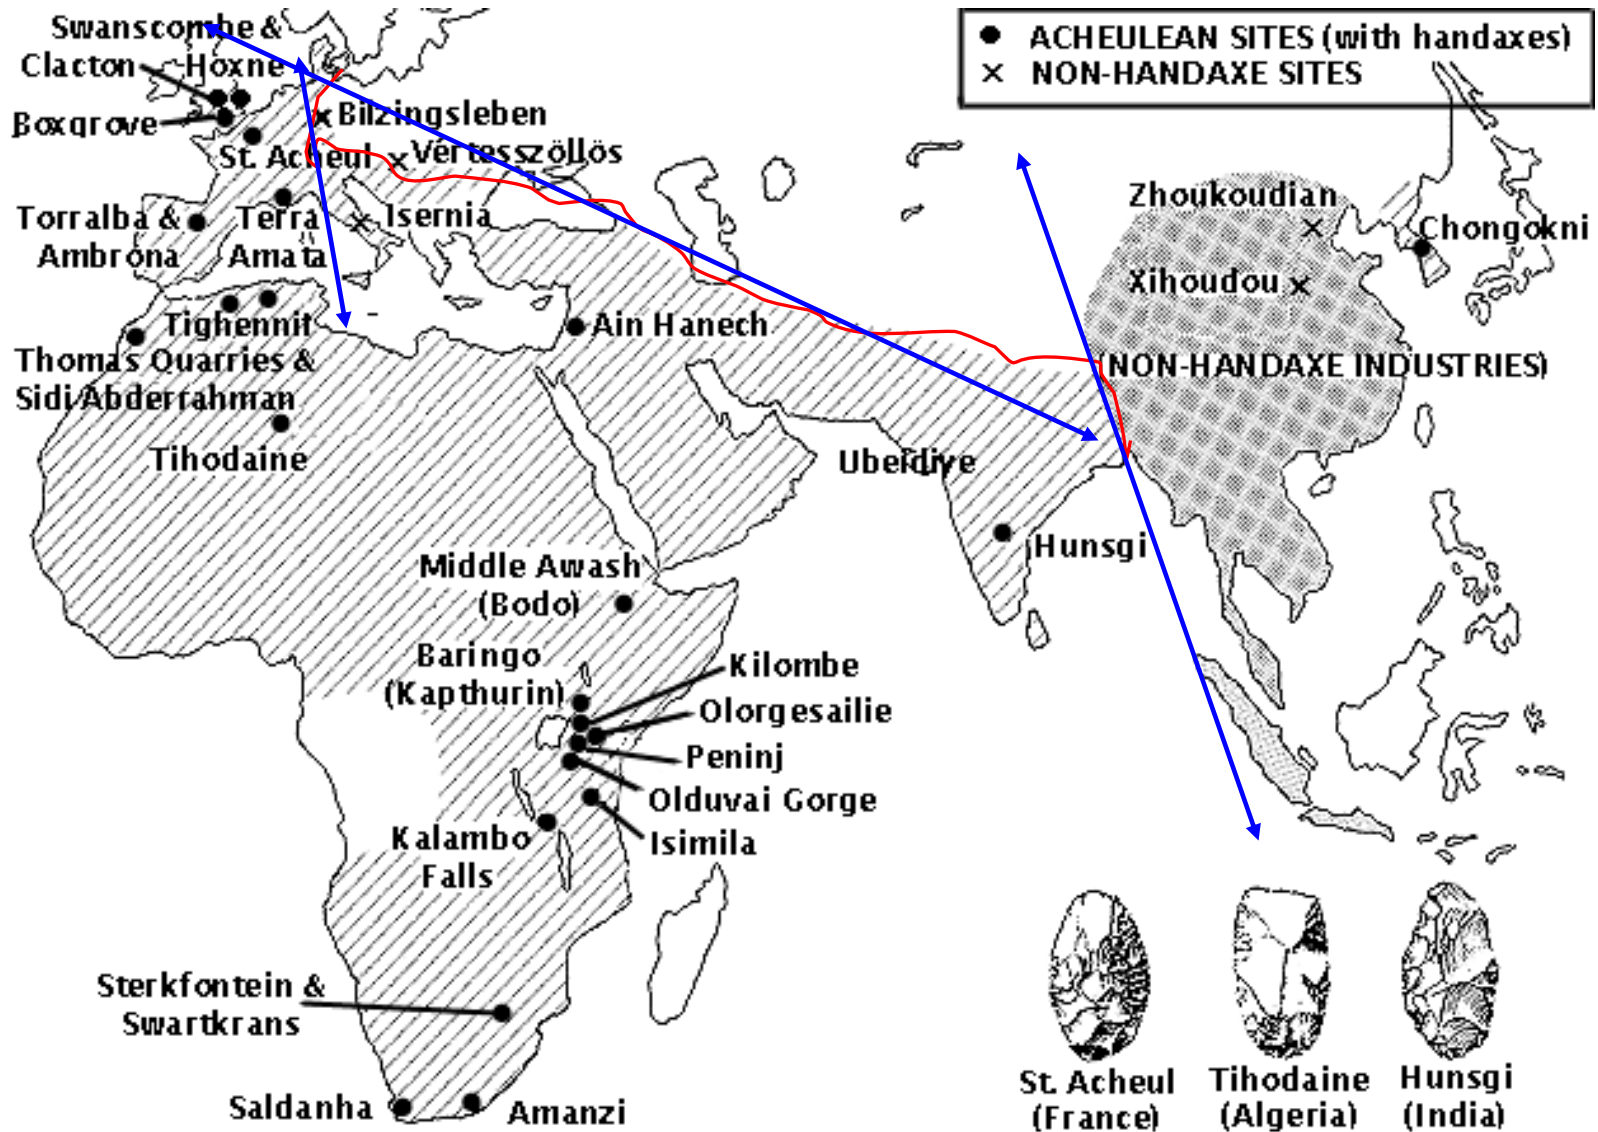 Swanscombe &
Clacton
Hoxne
Boxgrove
St. Acheul
Bilzingsleben
Vértesszöllös
Torralba &
Ambrona
Terra
Amata
Isernia
Tighennif
Thomas Quarries &
Sidi Abderrahman
Tihodaine
Ain Hanech
Ubeidiye
Hunsgi
Middle Awash
(Bodo)
Baringo
(Kapthurin)
Kilombe
Olorgesailie
Peninj
Olduvai Gorge
Isimila
Kalambo
Falls
Sterkfontein &
Swartkrans
Saldanha
Amanzi
ACHEULEAN SITES (with handaxes)
NON-HANDAXE SITES
Zhoukoudian
Chongokni
Xihoudou
(NON-HANDAXE INDUSTRIES)
St. Acheul
(France)
Tihodaine
(Algeria)
Hunsgi
(India)